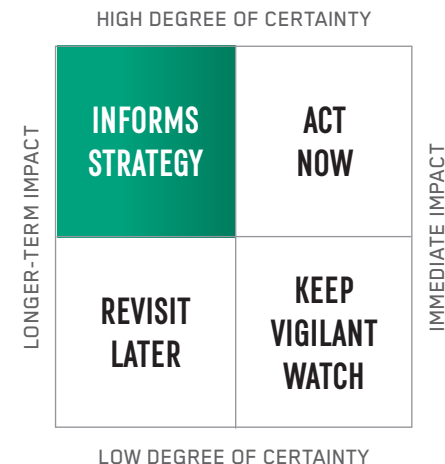 HIGH DEGREE OF CERTAINTY
LONGER-TERM IMPACT
INFORMS
STRATEGY
ACT
NOW
IMMEDIATE IMPACT
REVISIT
LATER
KEEP
VIGILANT
WATCH
LOW DEGREE OF CERTAINTY